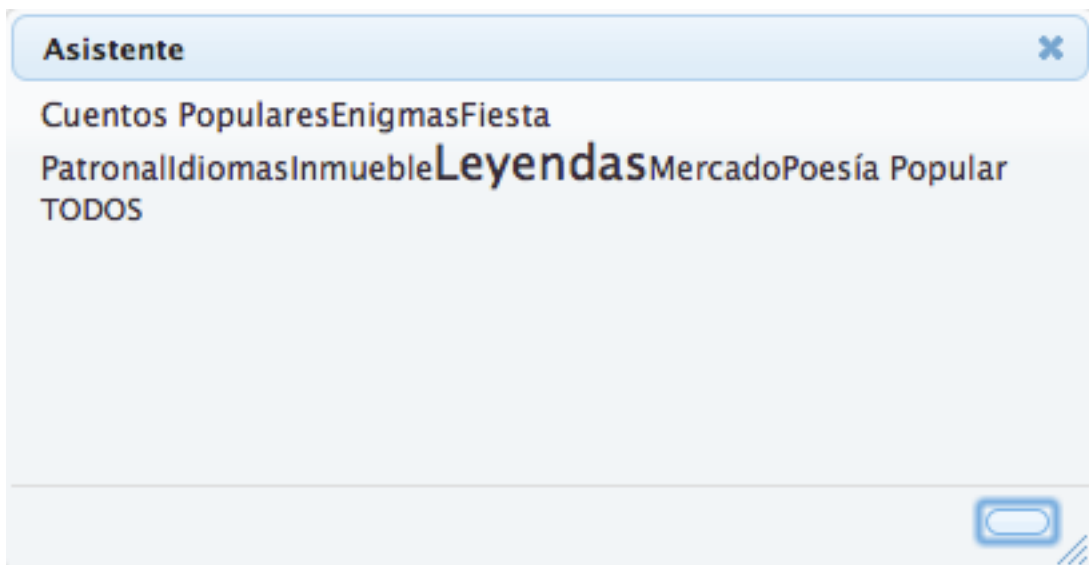 Asistente
Cuentos PopularesEnigmasFiesta
PatronalIdiomasInmuebleLeyendasMercadoPoesía Popular
TODOS